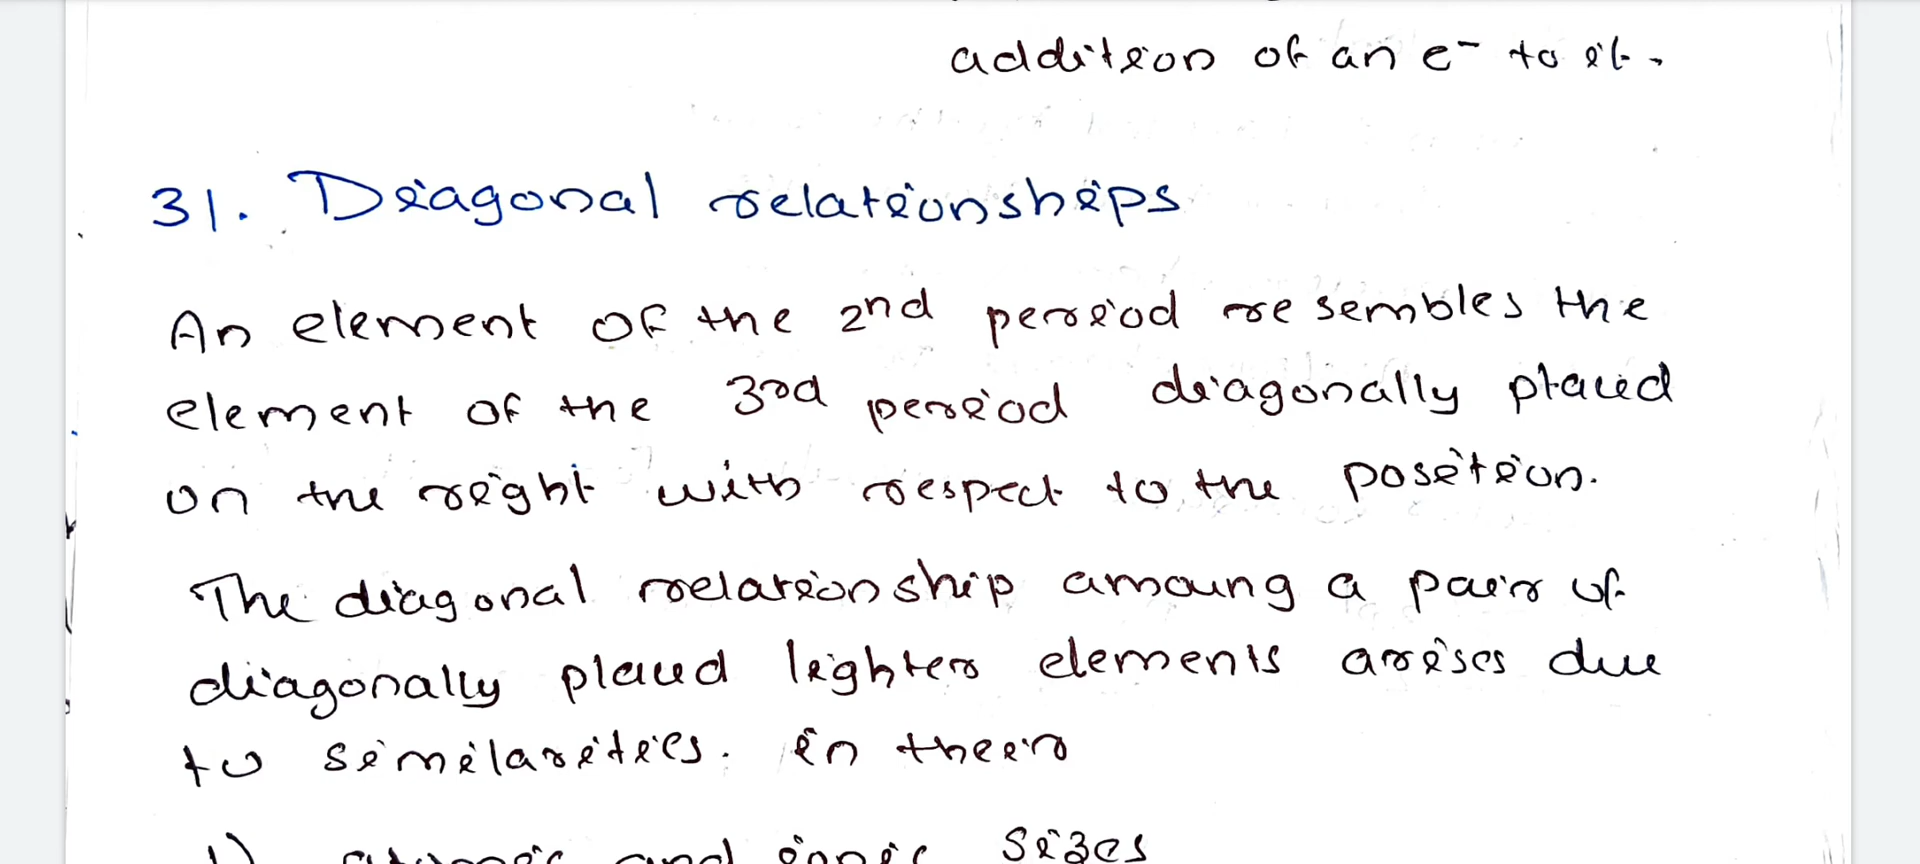 addition of an e- to it.
31. Diagonal relationships
An element of the 2nd period resembles the
element of the 3rd period diagonally placed
on the right with respect to the position.
The diagonal relationship amoung a pair of
diagonally placed lighter elements arises due
to similarities. in their
1) atomic and ionic sizes